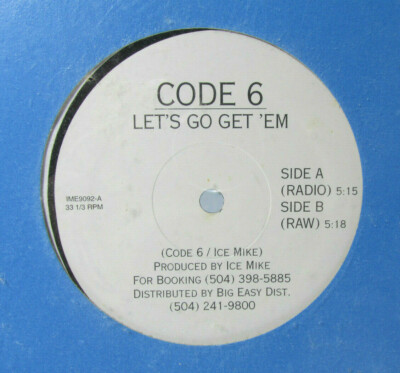 CODE 6
LET'S GO GET 'EM
SIDE A
(RADIO) 5:15
SIDE B
(RAW) 5:18
IME9092-A
33 1/3 RPM
(CODE 6 / ICE MIKE)
PRODUCED BY ICE MIKE
FOR BOOKING (504) 398-5885
DISTRIBUTED BY BIG EASY DIST.
(504) 241-9800